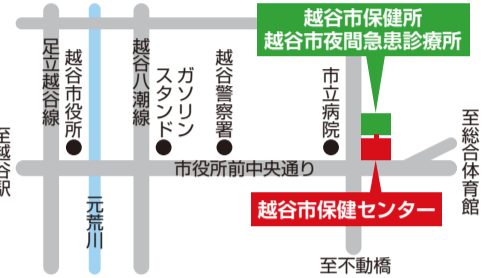 越谷市保健所
越谷市夜間急患診療所
足立越谷線
越谷市役所
越谷八潮線
ガソリン
スタンド
越谷警察署
市立病院
至総合体育館
至越谷駅
市役所前中央通り
元荒川
越谷市保健センター
至不動橋